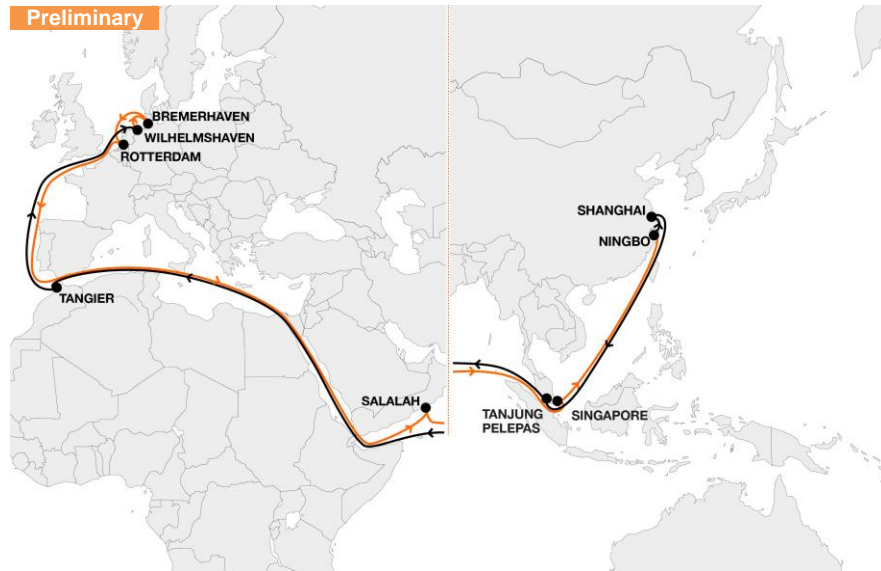 Preliminary
BREMERHAVEN
WILHELMSHAVEN
ROTTERDAM
TANGIER
SALALAH
SHANGHAI
NINGBO
TANJUNG
PELEPAS
SINGAPORE